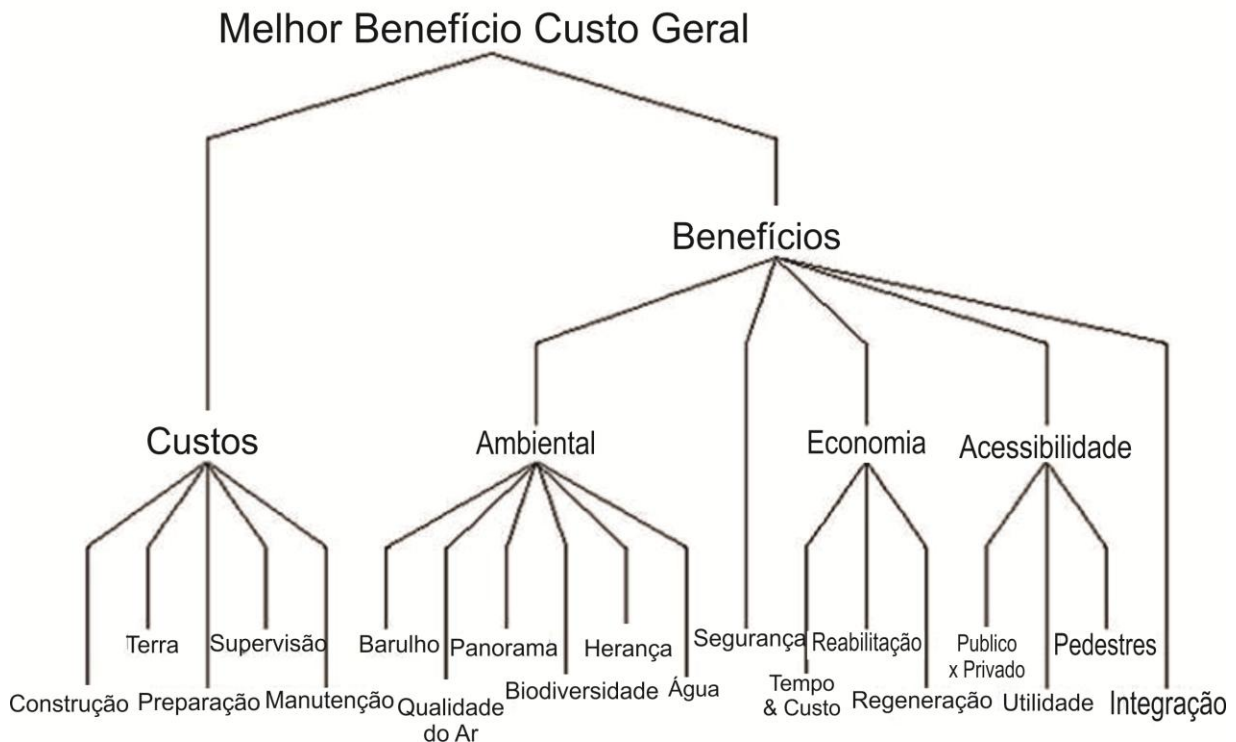 Melhor Benefício Custo Geral
Benefícios
Custos
Ambiental
Economia
Acessibilidade
Construção
Terra
Preparação
Supervisão
Manutenção
Barulho
Qualidade
do Ar
Panorama
Biodiversidade
Herança
Água
Segurança
Tempo
& Custo
Reabilitação
Regeneração
Publico
x Privado
Utilidade
Pedestres
Integração